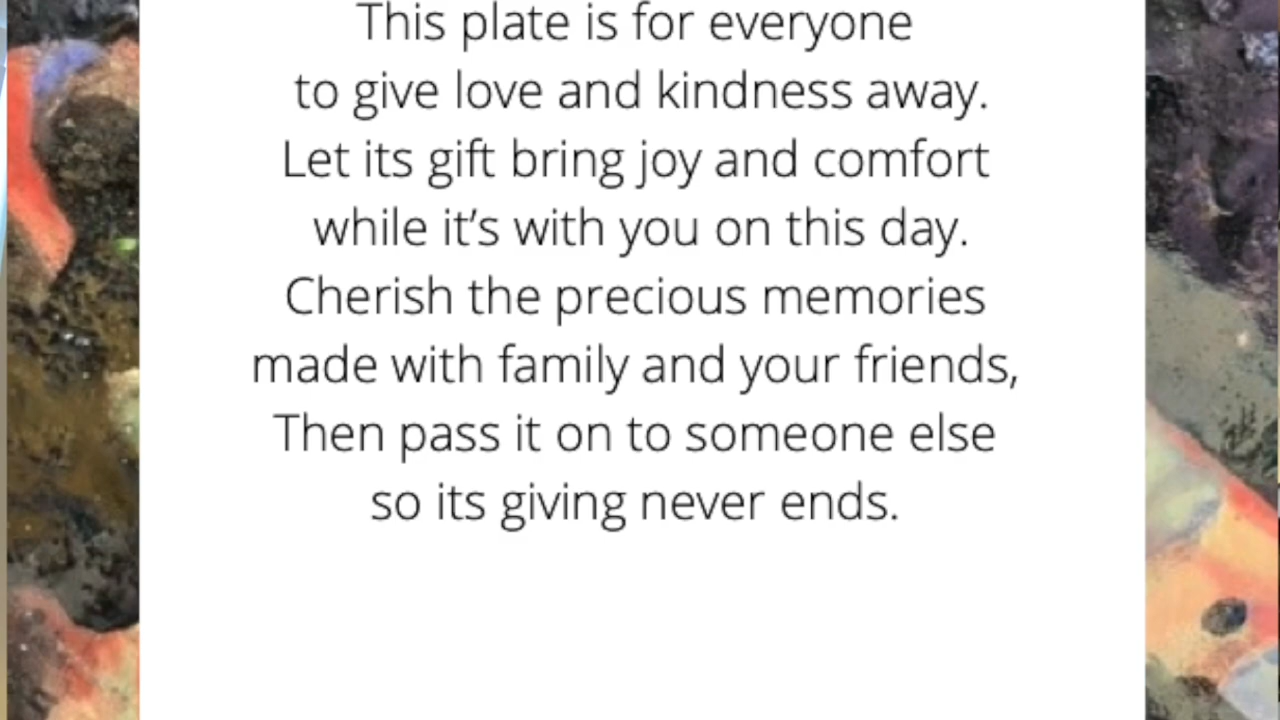 This plate is for everyone
to give love and kindness away.
Let its gift bring joy and comfort
while it’s with you on this day.
Cherish the precious memories
made with family and your friends,
Then pass it on to someone else
so its giving never ends.